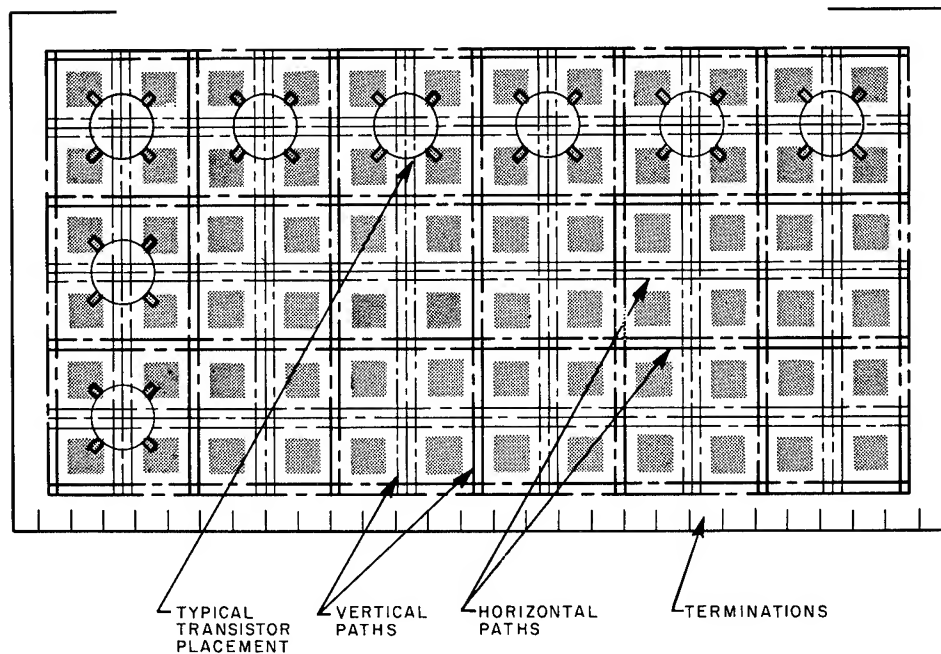 TYPICAL
TRANSISTOR
PLACEMENT
VERTICAL
PATHS
HORIZONTAL
PATHS
TERMINATIONS